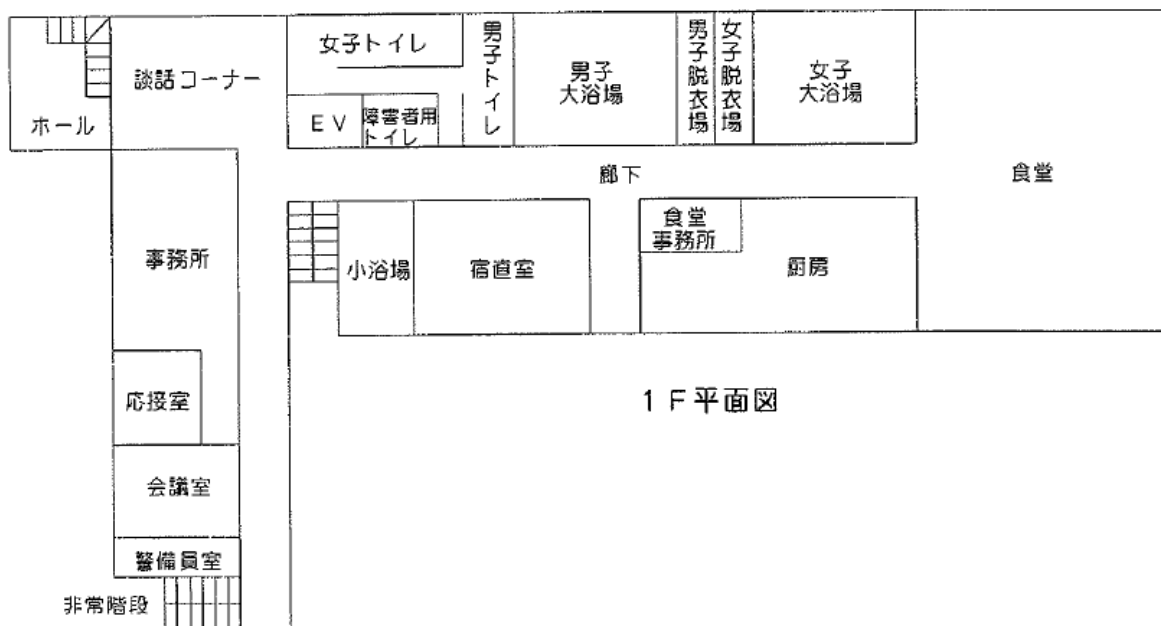 女子トイレ
男子トイレ
男子
大浴場
男子脱衣場
女子脱衣場
女子
大浴場
談話コーナー
ホール
EV
障害者用
トイレ
廊下
食堂
事務所
小浴場
宿直室
食堂
事務所
厨房
応接室
1F平面図
会議室
警備員室
非常階段